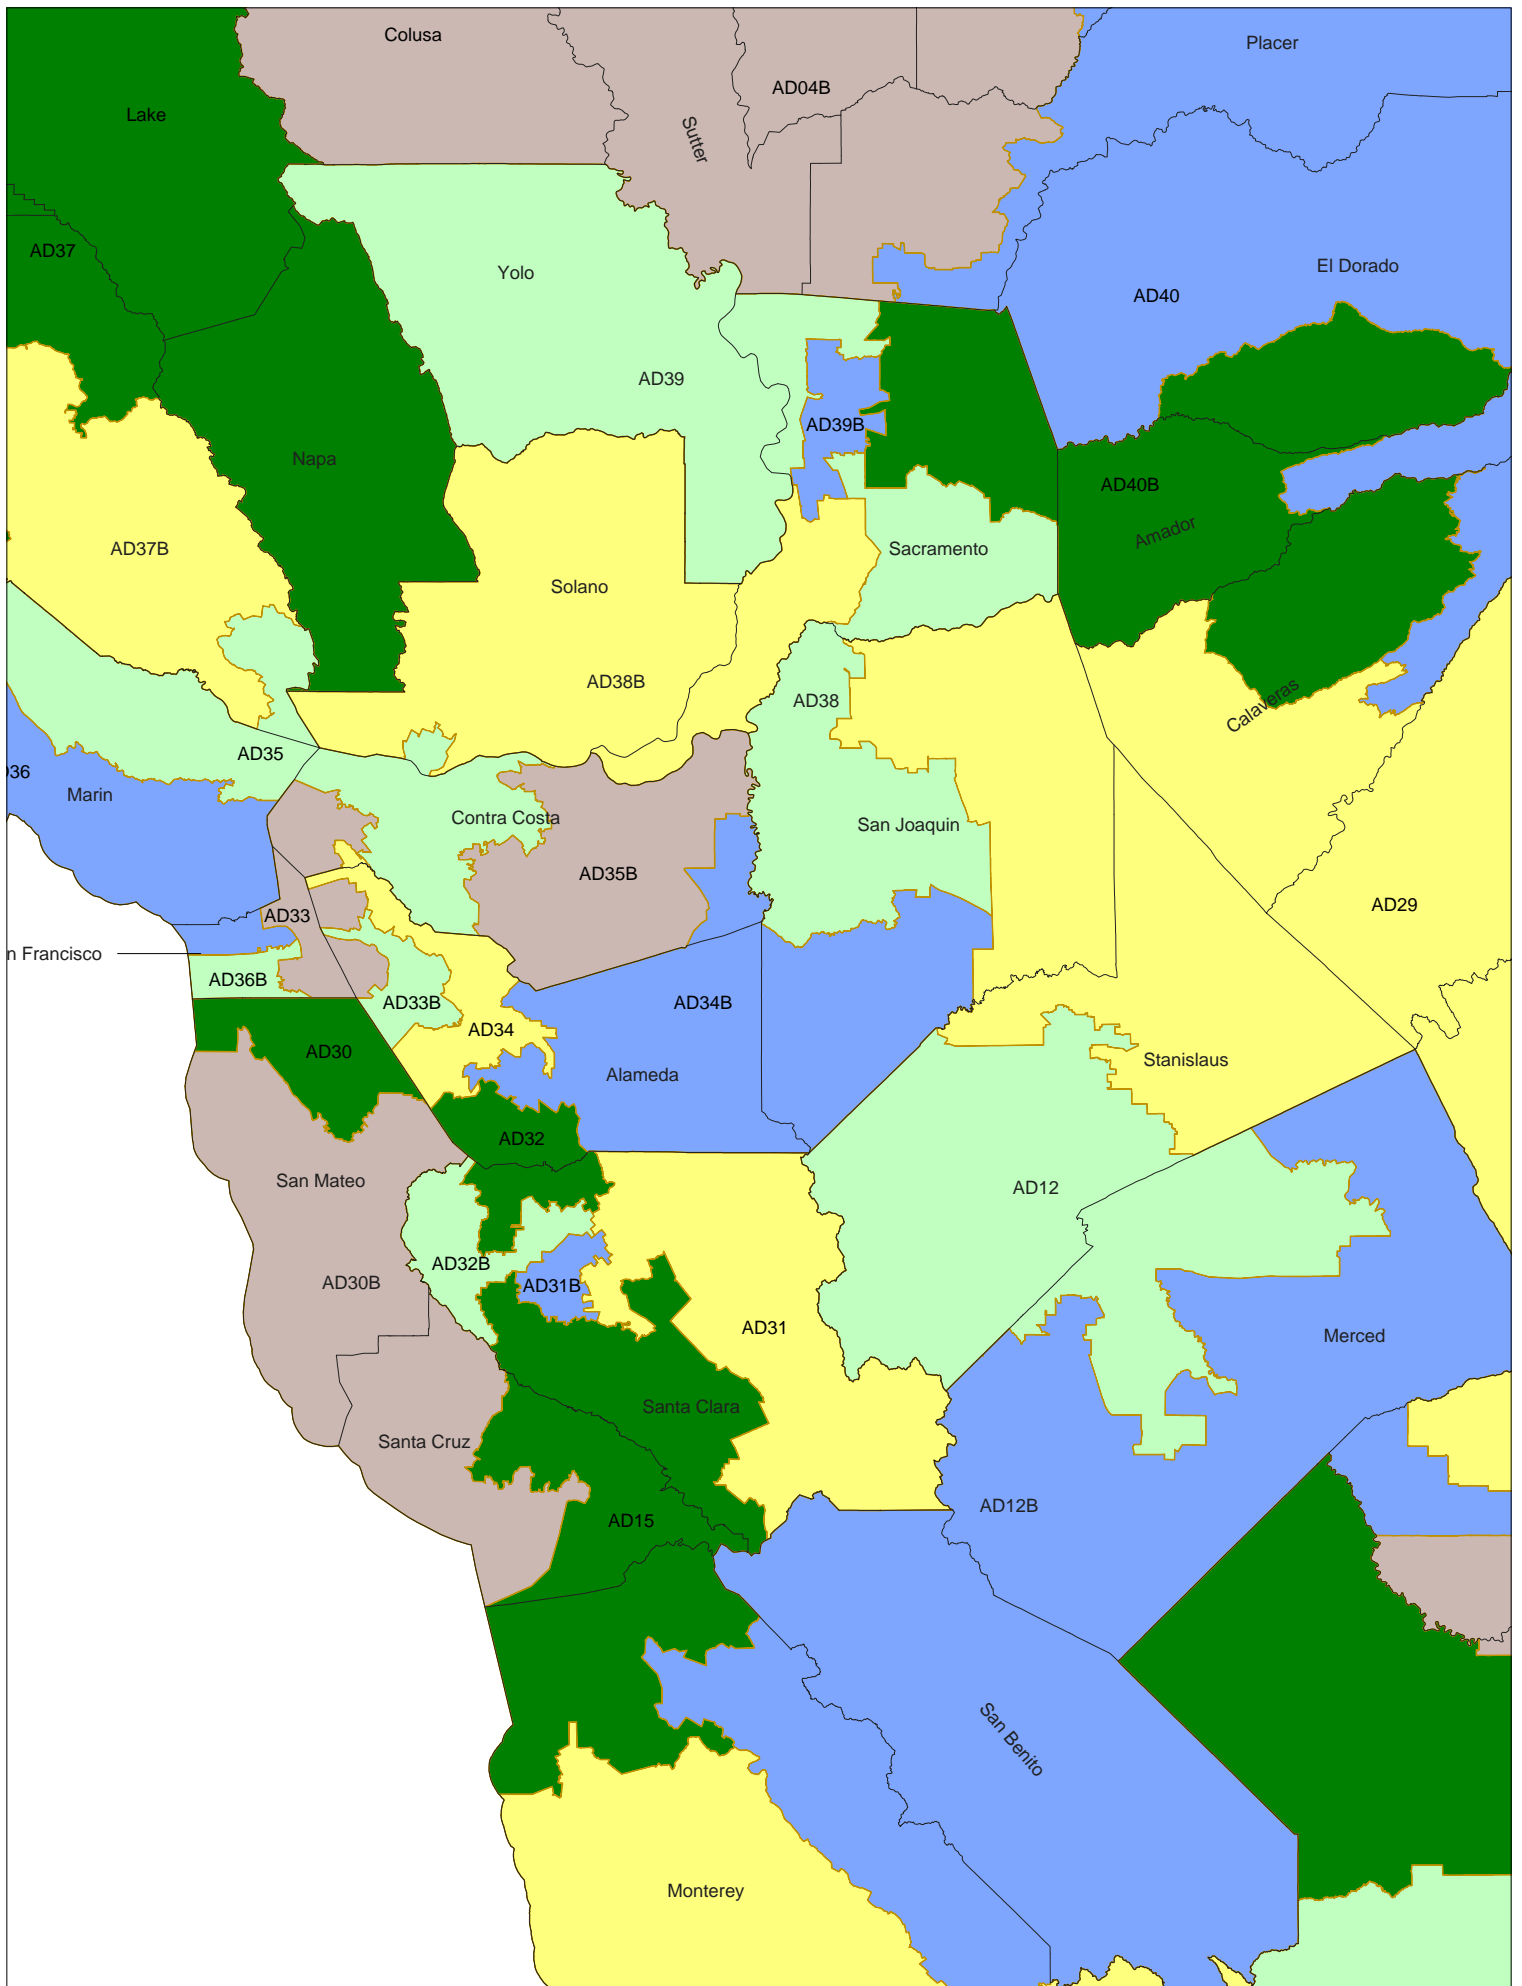 Colusa
Placer
AD04B
Lake
Sutter
AD37
Yolo
El Dorado
AD40
AD39
AD39B
Napa
AD40B
Amador
AD37B
Sacramento
Solano
AD38B
AD38
Calaveras
AD35
36
Marin
Contra Costa
San Joaquin
AD35B
AD29
AD33
n Francisco
AD36B
AD33B
AD34B
AD34
AD30
Stanislaus
Alameda
AD32
San Mateo
AD12
AD32B
AD30B
AD31B
AD31
Merced
Santa Clara
Santa Cruz
AD12B
AD15
San Benito
Monterey